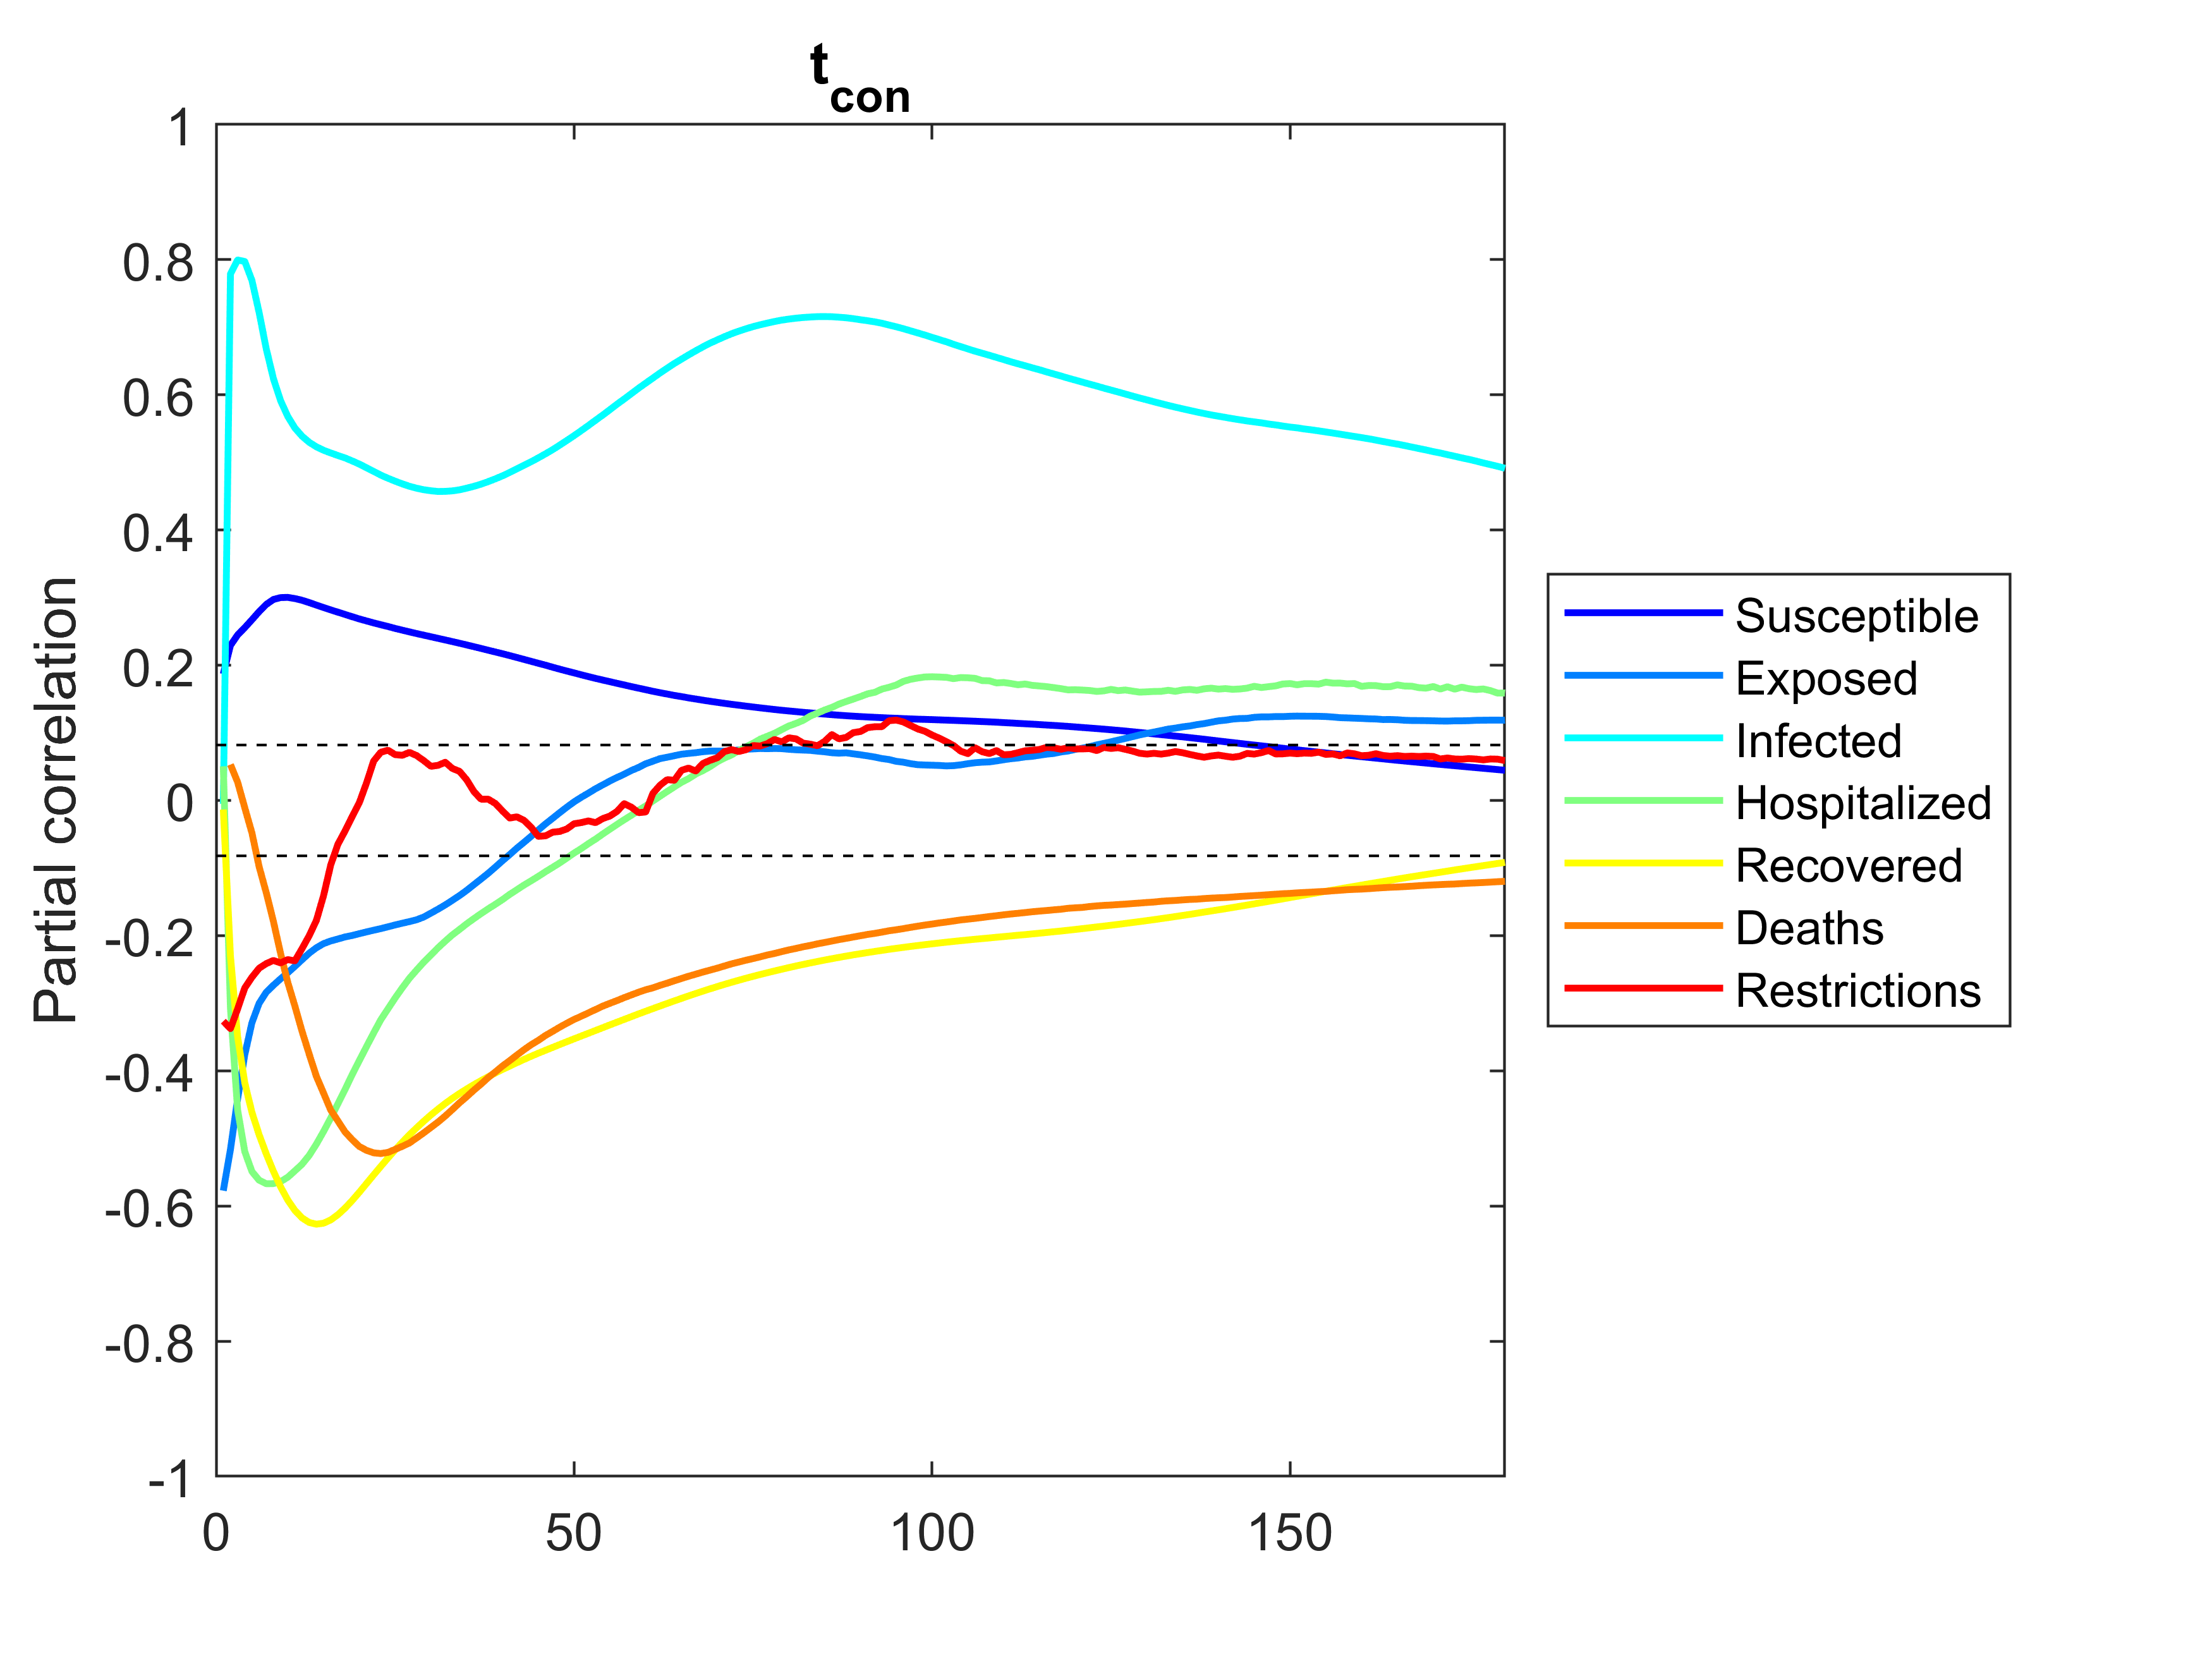 t_con
1
0.8
0.6
0.4
0.2
0
-0.2
-0.4
-0.6
-0.8
-1
Partial correlation
0 50 100 150
Susceptible
Exposed
Infected
Hospitalized
Recovered
Deaths
Restrictions